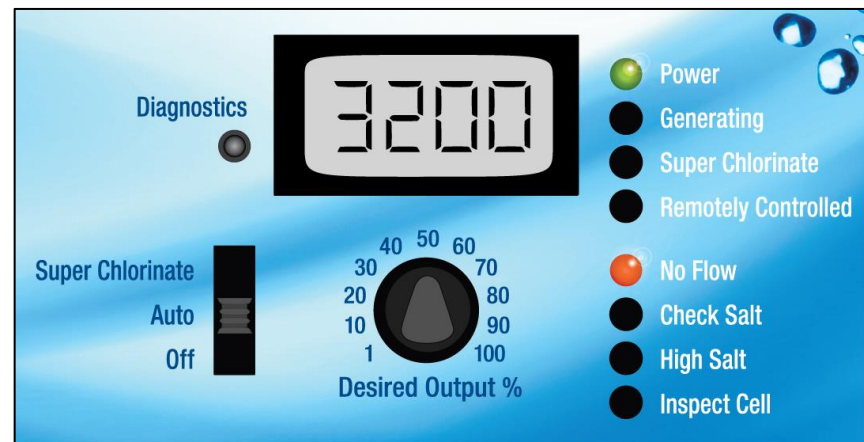 Diagnostics
3200
Super Chlorinate
Auto
Off
1
10
20
30
40
50
60
70
80
90
100
Desired Output %
Power
Generating
Super Chlorinate
Remotely Controlled
No Flow
Check Salt
High Salt
Inspect Cell